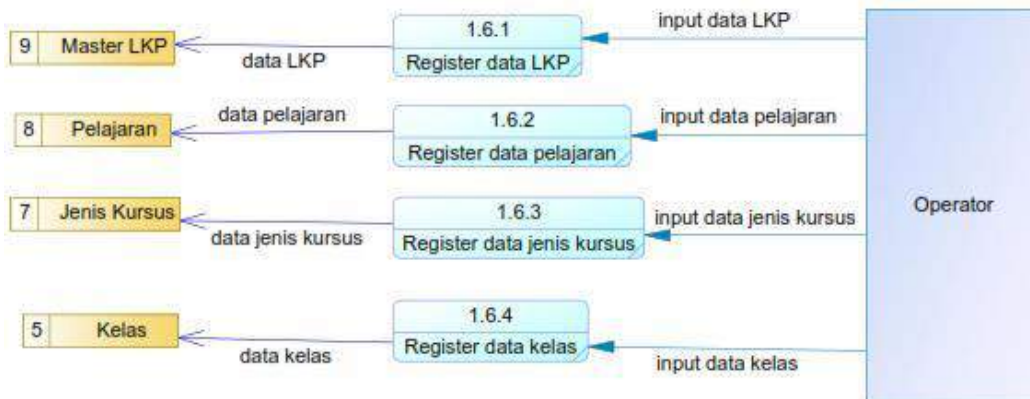 input data LKP
1.6.1
9 Master LKP
data LKP
Register data LKP
data pelajaran
1.6.2
input data pelajaran
8 Pelajaran
Register data pelajaran
7 Jenis Kursus
1.6.3
input data jenis kursus
Operator
data jenis kursus
Register data jenis kursus
1.6.4
5 Kelas
data kelas
Register data kelas
input data kelas